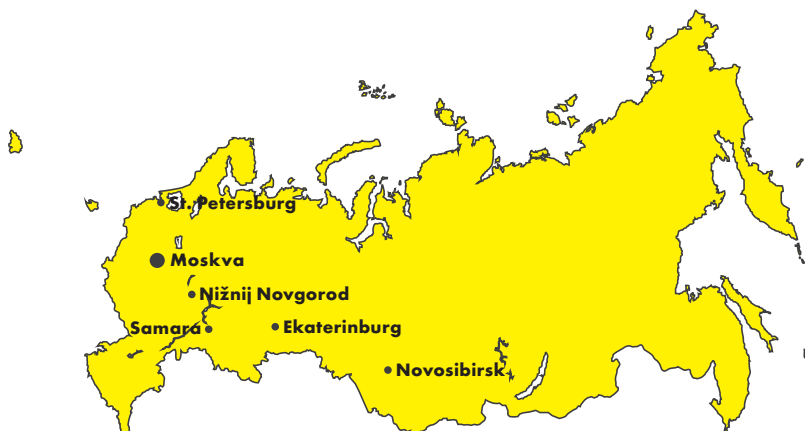 St. Petersburg
Moskva
Nižnij Novgorod
Samara
Ekaterinburg
Novosibirsk